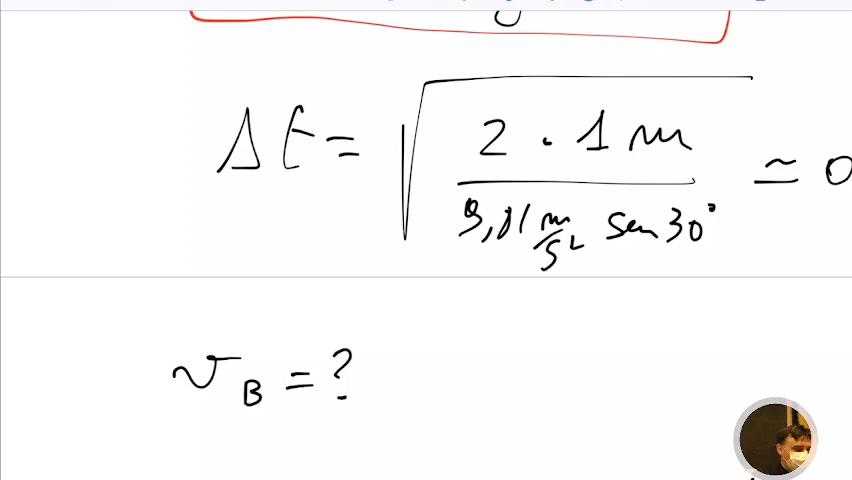 Δt = √(2 · 1 m / 9,81 m/s² sen 30°) ≃ 0
v_B = ?